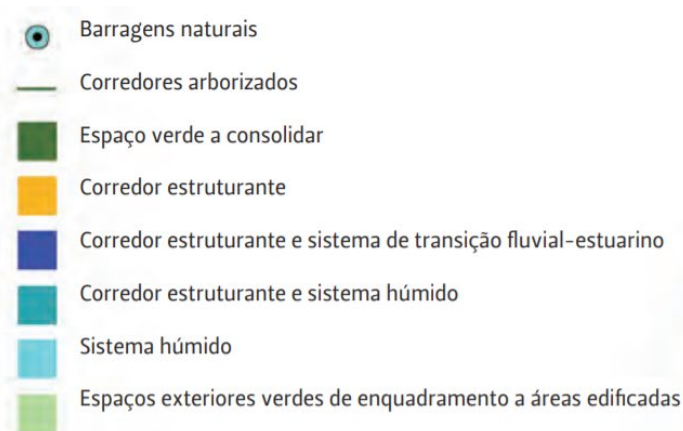 Barragens naturais
Corredores arborizados
Espaço verde a consolidar
Corredor estruturante
Corredor estruturante e sistema de transição fluvial-estuarino
Corredor estruturante e sistema húmido
Sistema húmido
Espaços exteriores verdes de enquadramento a áreas edificadas